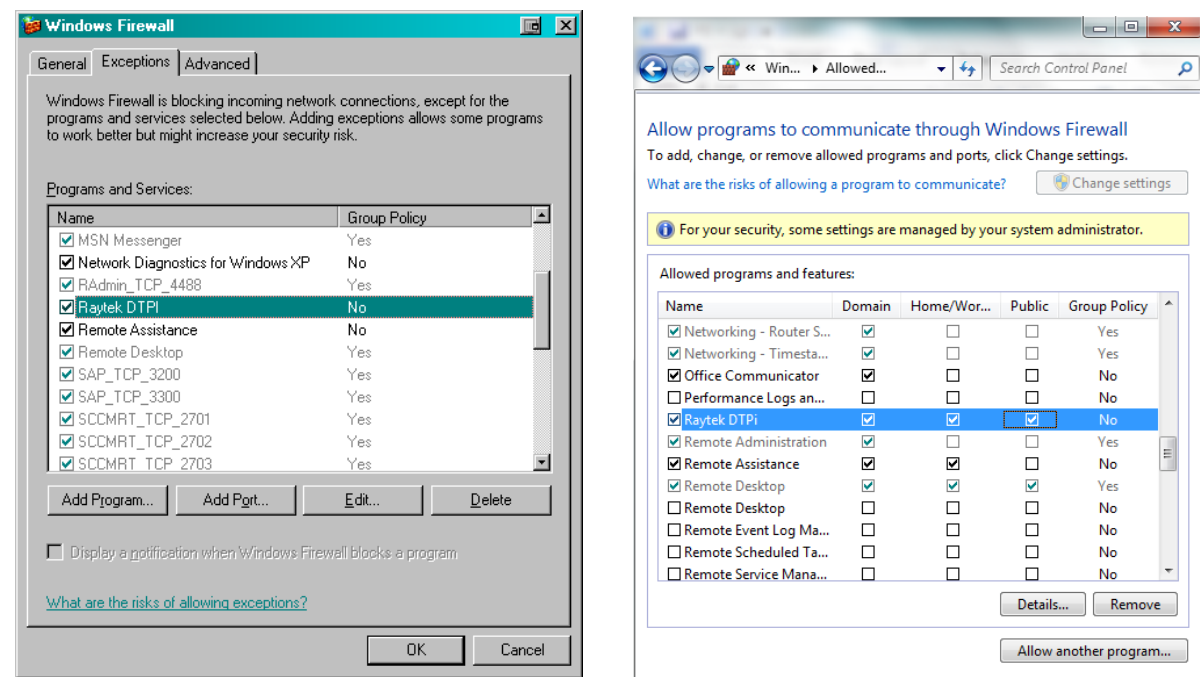 Windows Firewall
General Exceptions Advanced
Windows Firewall is blocking incoming network connections, except for the
programs and services selected below. Adding exceptions allows some programs
to work better but might increase your security risk.
Programs and Services:
Name Group Policy
MSN Messenger Yes
Network Diagnostics for Windows XP No
RAdmin_TCP_4488 Yes
Raytek DTPI No
Remote Assistance No
Remote Desktop Yes
SAP_TCP_3200 Yes
SAP_TCP_3300 Yes
SCCMRT_TCP_2701 Yes
SCCMRT_TCP_2702 Yes
SCCMRT_TCP_2703 Yes
Add Program... Add Port... Edit... Delete
Display a notification when Windows Firewall blocks a program
What are the risks of allowing exceptions?
OK Cancel
« Win... Allowed... Search Control Panel
Allow programs to communicate through Windows Firewall
To add, change, or remove allowed programs and ports, click Change settings.
What are the risks of allowing a program to communicate? Change settings
For your security, some settings are managed by your system administrator.
Allowed programs and features:
Name Domain Home/Wor... Public Group Policy
Networking - Router S... Yes
Networking - Timesta... Yes
Office Communicator No
Performance Logs an... No
Raytek DTPi No
Remote Administration Yes
Remote Assistance No
Remote Desktop Yes
Remote Desktop No
Remote Event Log Ma... No
Remote Scheduled Ta... No
Remote Service Mana... No
Details... Remove
Allow another program...